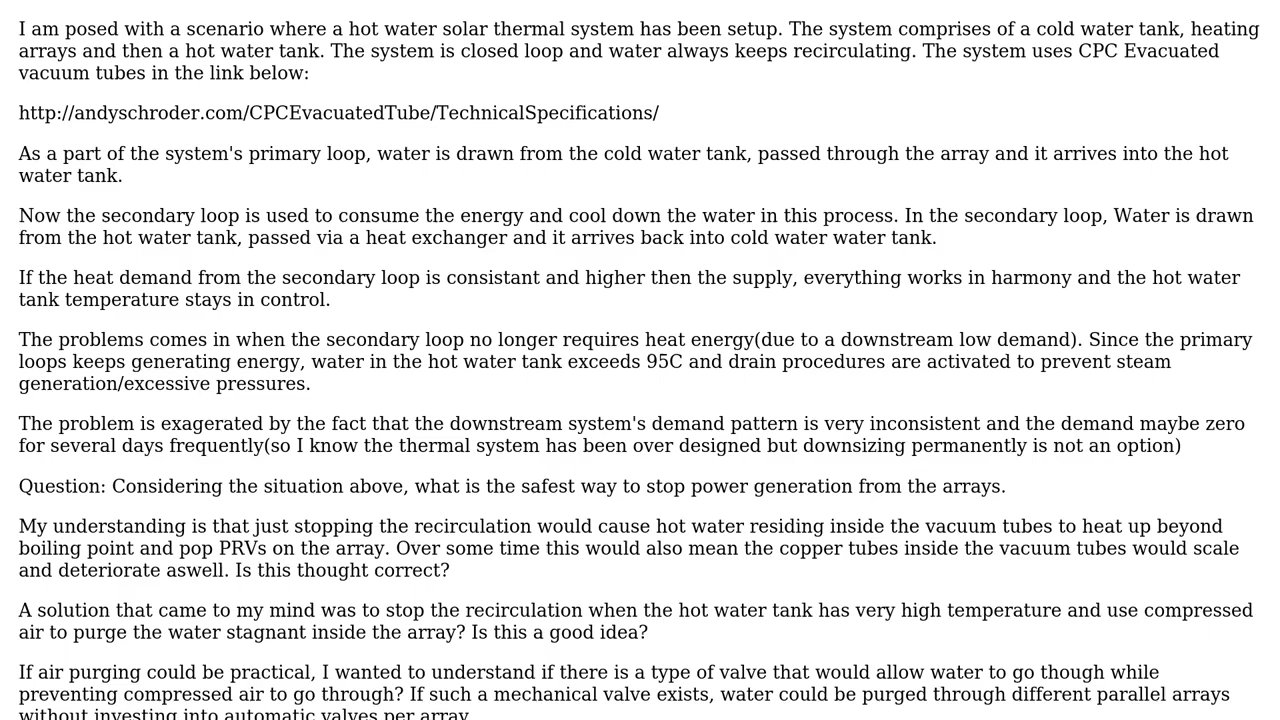 I am posed with a scenario where a hot water solar thermal system has been setup. The system comprises of a cold water tank, heating
arrays and then a hot water tank. The system is closed loop and water always keeps recirculating. The system uses CPC Evacuated
vacuum tubes in the link below:
http://andyschroder.com/CPCEvacuatedTube/TechnicalSpecifications/
As a part of the system's primary loop, water is drawn from the cold water tank, passed through the array and it arrives into the hot
water tank.
Now the secondary loop is used to consume the energy and cool down the water in this process. In the secondary loop, Water is drawn
from the hot water tank, passed via a heat exchanger and it arrives back into cold water water tank.
If the heat demand from the secondary loop is consistant and higher then the supply, everything works in harmony and the hot water
tank temperature stays in control.
The problems comes in when the secondary loop no longer requires heat energy(due to a downstream low demand). Since the primary
loops keeps generating energy, water in the hot water tank exceeds 95C and drain procedures are activated to prevent steam
generation/excessive pressures.
The problem is exagerated by the fact that the downstream system's demand pattern is very inconsistent and the demand maybe zero
for several days frequently(so I know the thermal system has been over designed but downsizing permanently is not an option)
Question: Considering the situation above, what is the safest way to stop power generation from the arrays.
My understanding is that just stopping the recirculation would cause hot water residing inside the vacuum tubes to heat up beyond
boiling point and pop PRVs on the array. Over some time this would also mean the copper tubes inside the vacuum tubes would scale
and deteriorate aswell. Is this thought correct?
A solution that came to my mind was to stop the recirculation when the hot water tank has very high temperature and use compressed
air to purge the water stagnant inside the array? Is this a good idea?
If air purging could be practical, I wanted to understand if there is a type of valve that would allow water to go though while
preventing compressed air to go through? If such a mechanical valve exists, water could be purged through different parallel arrays
without investing into automatic valves per array.